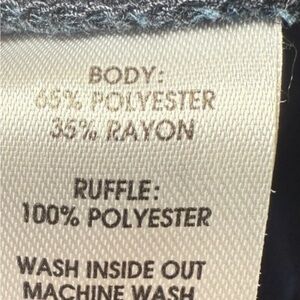 BODY:
65% POLYESTER
35% RAYON
RUFFLE:
100% POLYESTER
WASH INSIDE OUT
MACHINE WASH